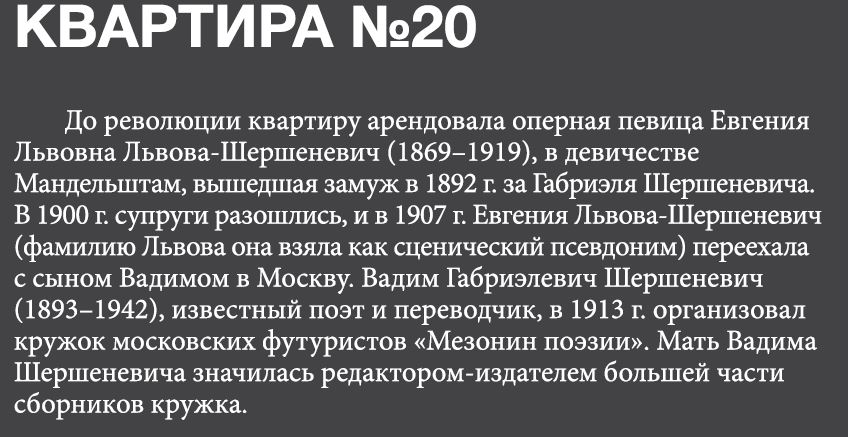 КВАРТИРА №20
До революции квартиру арендовала оперная певица Евгения
Львовна Львова-Шершеневич (1869–1919), в девичестве
Мандельштам, вышедшая замуж в 1892 г. за Габриэля Шершеневича.
В 1900 г. супруги разошлись, и в 1907 г. Евгения Львова-Шершеневич
(фамилию Львова она взяла как сценический псевдоним) переехала
с сыном Вадимом в Москву. Вадим Габриэлевич Шершеневич
(1893–1942), известный поэт и переводчик, в 1913 г. организовал
кружок московских футуристов «Мезонин поэзии». Мать Вадима
Шершеневича значилась редактором-издателем большей части
сборников кружка.